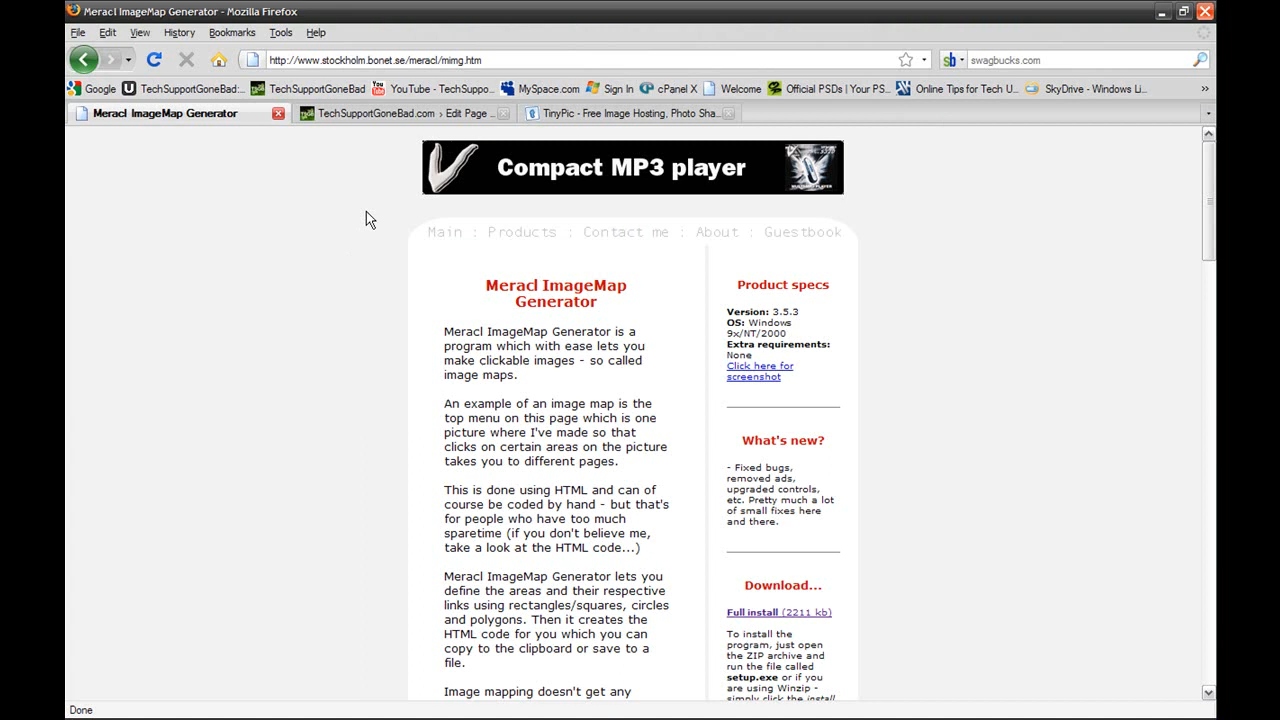 Meracl ImageMap Generator - Mozilla Firefox
File Edit View History Bookmarks Tools Help
http://www.stockholm.bonet.se/meracl/mimg.htm
swagbucks.com
Google TechSupportGoneBad:... TechSupportGoneBad YouTube - TechSuppo... MySpace.com Sign In cPanel X Welcome Official PSDs | Your PS... Online Tips for Tech U... SkyDrive - Windows Li... »
Meracl ImageMap Generator TechSupportGoneBad.com › Edit Page ... TinyPic - Free Image Hosting, Photo Sha...
Compact MP3 player
Main : Products : Contact me : About : Guestbook
Meracl ImageMap
Generator
Meracl ImageMap Generator is a
program which with ease lets you
make clickable images - so called
image maps.
An example of an image map is the
top menu on this page which is one
picture where I've made so that
clicks on certain areas on the picture
takes you to different pages.
This is done using HTML and can of
course be coded by hand - but that's
for people who have too much
sparetime (if you don't believe me,
take a look at the HTML code...)
Meracl ImageMap Generator lets you
define the areas and their respective
links using rectangles/squares, circles
and polygons. Then it creates the
HTML code for you which you can
copy to the clipboard or save to a
file.
Image mapping doesn't get any
Product specs
Version: 3.5.3
OS: Windows
9x/NT/2000
Extra requirements:
None
Click here for
screenshot
What's new?
- Fixed bugs,
removed ads,
upgraded controls,
etc. Pretty much a lot
of small fixes here
and there.
Download...
Full install (2211 kb)
To install the
program, just open
the ZIP archive and
run the file called
setup.exe or if you
are using Winzip -
simply click the install
Done